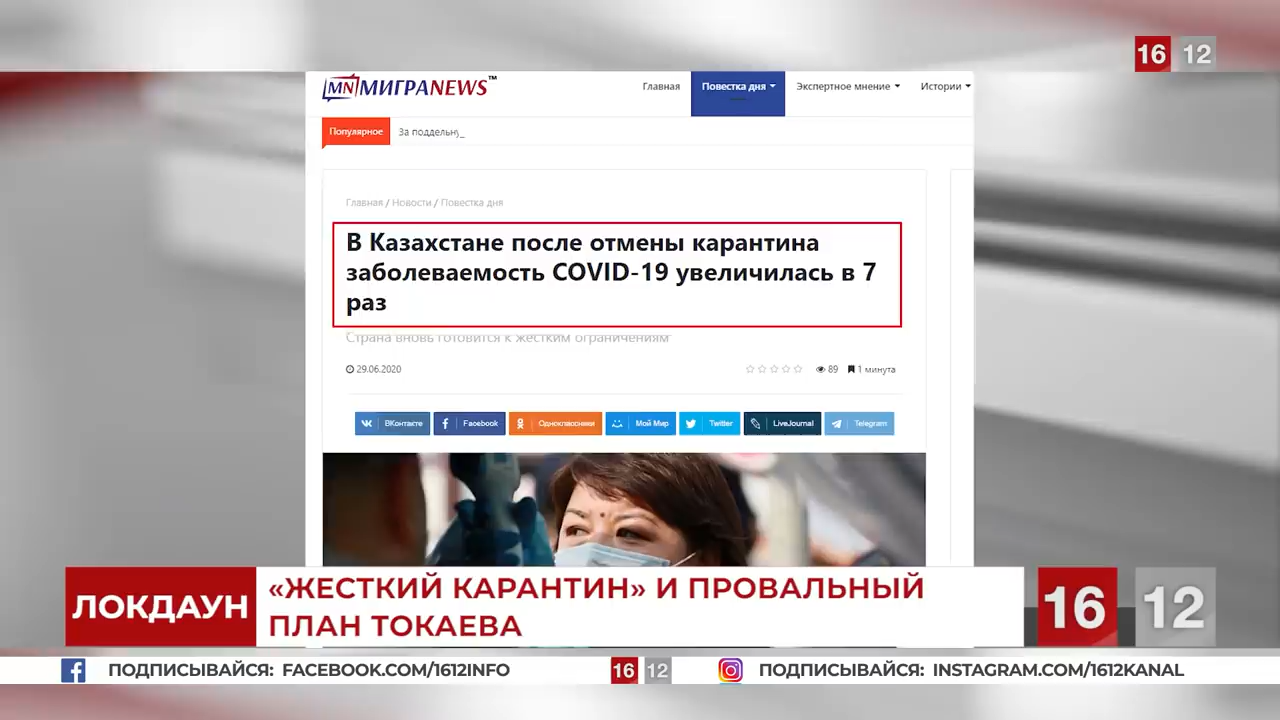 16 12
MN МИГРАNEWS™
Главная Повестка дня Экспертное мнение Истории
Популярное За поддельну_
Главная / Новости / Повестка дня
В Казахстане после отмены карантина
заболеваемость COVID-19 увеличилась в 7
раз
Страна вновь готовится к жестким ограничениям
29.06.2020 89 1 минута
ВКонтакте Facebook Одноклассники Мой Мир Twitter LiveJournal Telegram
ЛОКДАУН
«ЖЕСТКИЙ КАРАНТИН» И ПРОВАЛЬНЫЙ
ПЛАН ТОКАЕВА
16 12
ПОДПИСЫВАЙСЯ: FACEBOOK.COM/1612INFO 16 12 ПОДПИСЫВАЙСЯ: INSTAGRAM.COM/1612KANAL